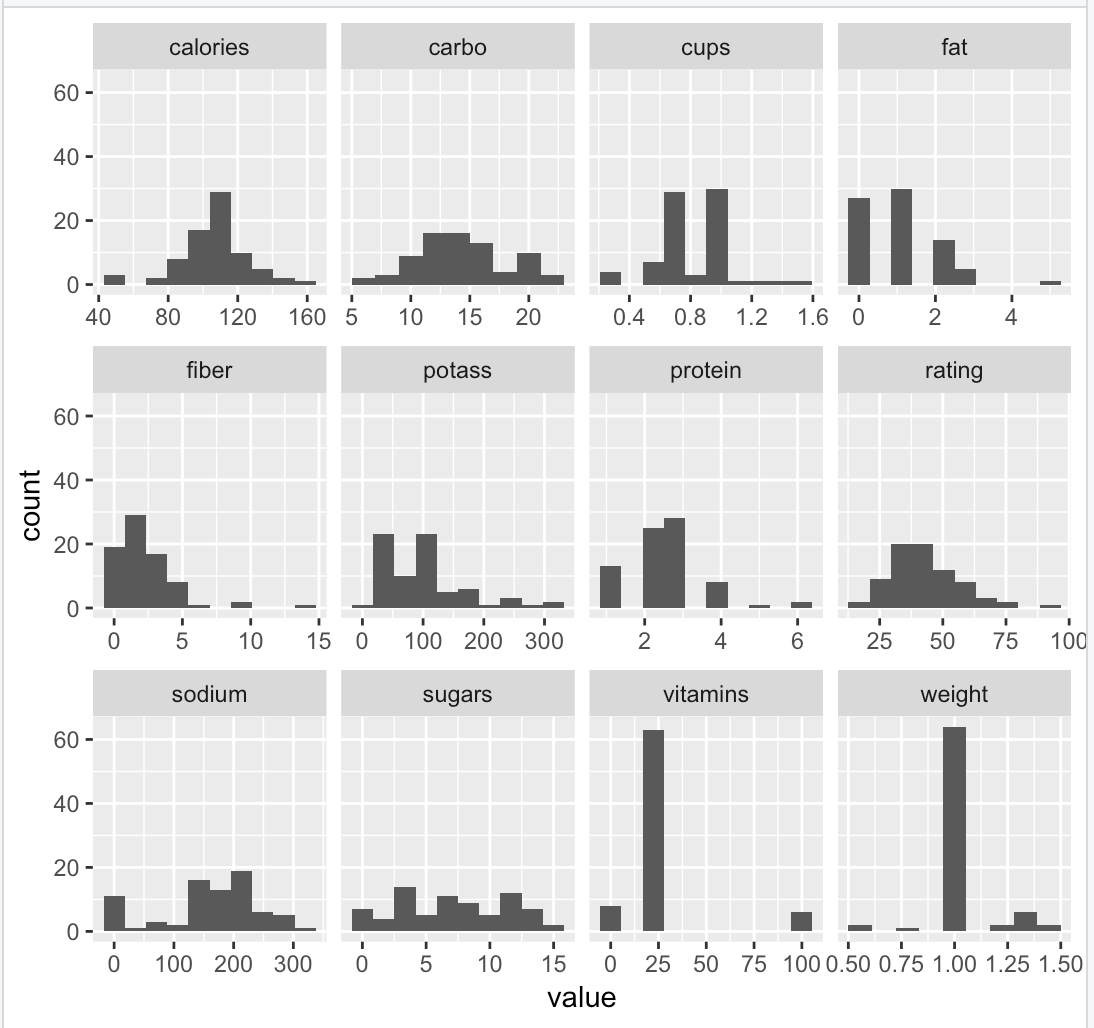 calories carbo cups fat
60
40
20
0
40 80 120 160 5 10 15 20 0.4 0.8 1.2 1.6 0 2 4
fiber potass protein rating
60
40
20
0
0 5 10 15 0 100 200 300 2 4 6 25 50 75 100
count
sodium sugars vitamins weight
60
40
20
0
0 100 200 300 0 5 10 15 0 25 50 75 100 0.50 0.75 1.00 1.25 1.50
value